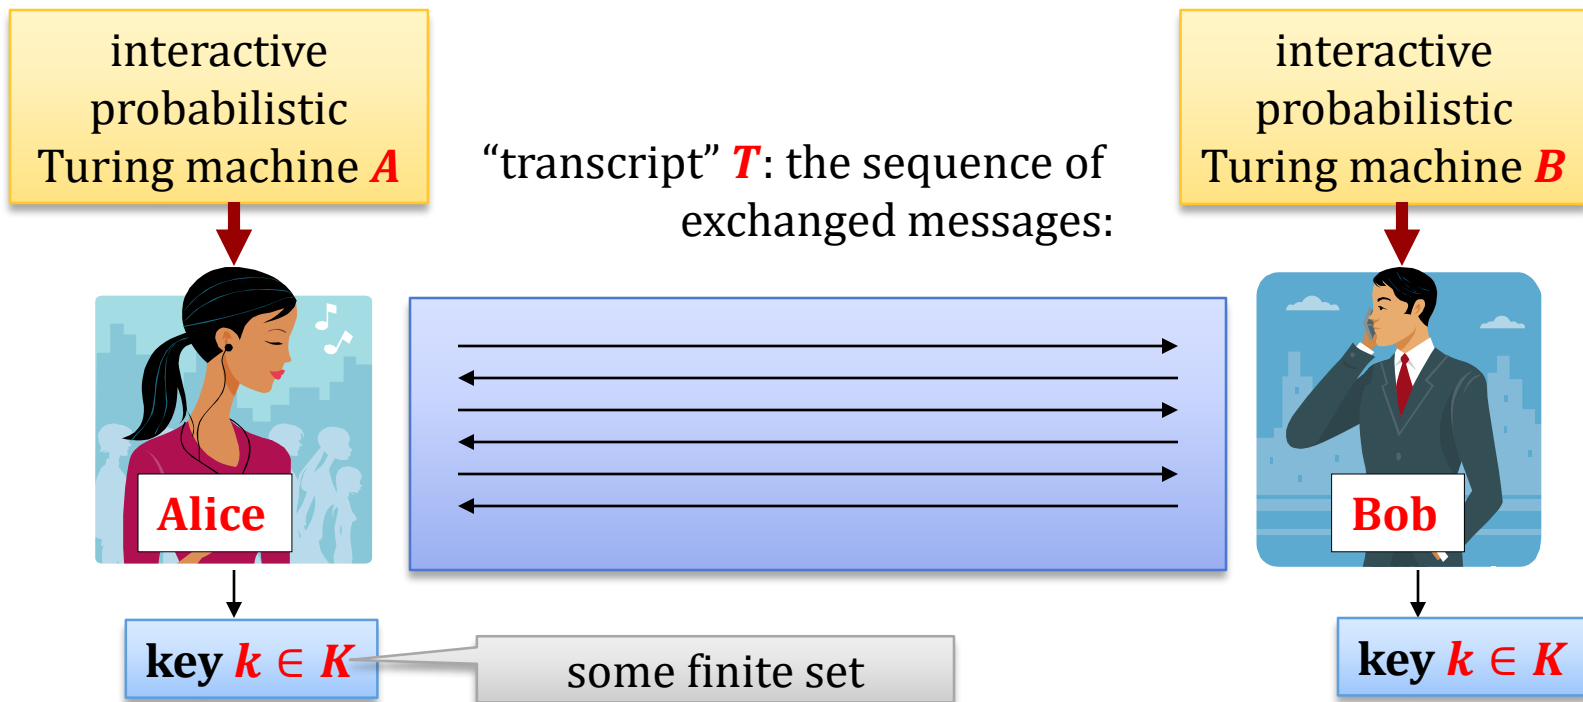 interactive
probabilistic
Turing machine A
“transcript” T: the sequence of
exchanged messages:
interactive
probabilistic
Turing machine B
Alice
Bob
key k ∈ K
some finite set
key k ∈ K